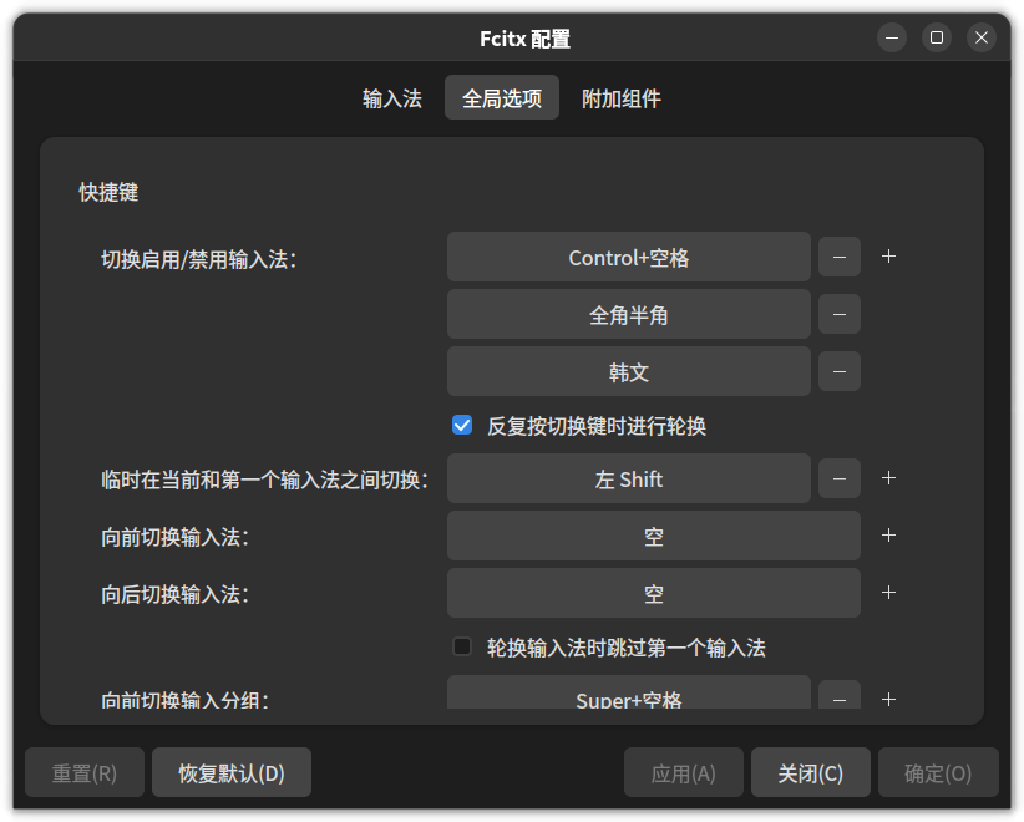 Fcitx 配置
输入法 全局选项 附加组件
快捷键
切换启用/禁用输入法： Control+空格
全角半角
韩文
反复按切换键时进行轮换
临时在当前和第一个输入法之间切换： 左 Shift
向前切换输入法： 空
向后切换输入法： 空
轮换输入法时跳过第一个输入法
向前切换输入分组： Super+空格
重置(R) 恢复默认(D) 应用(A) 关闭(C) 确定(O)